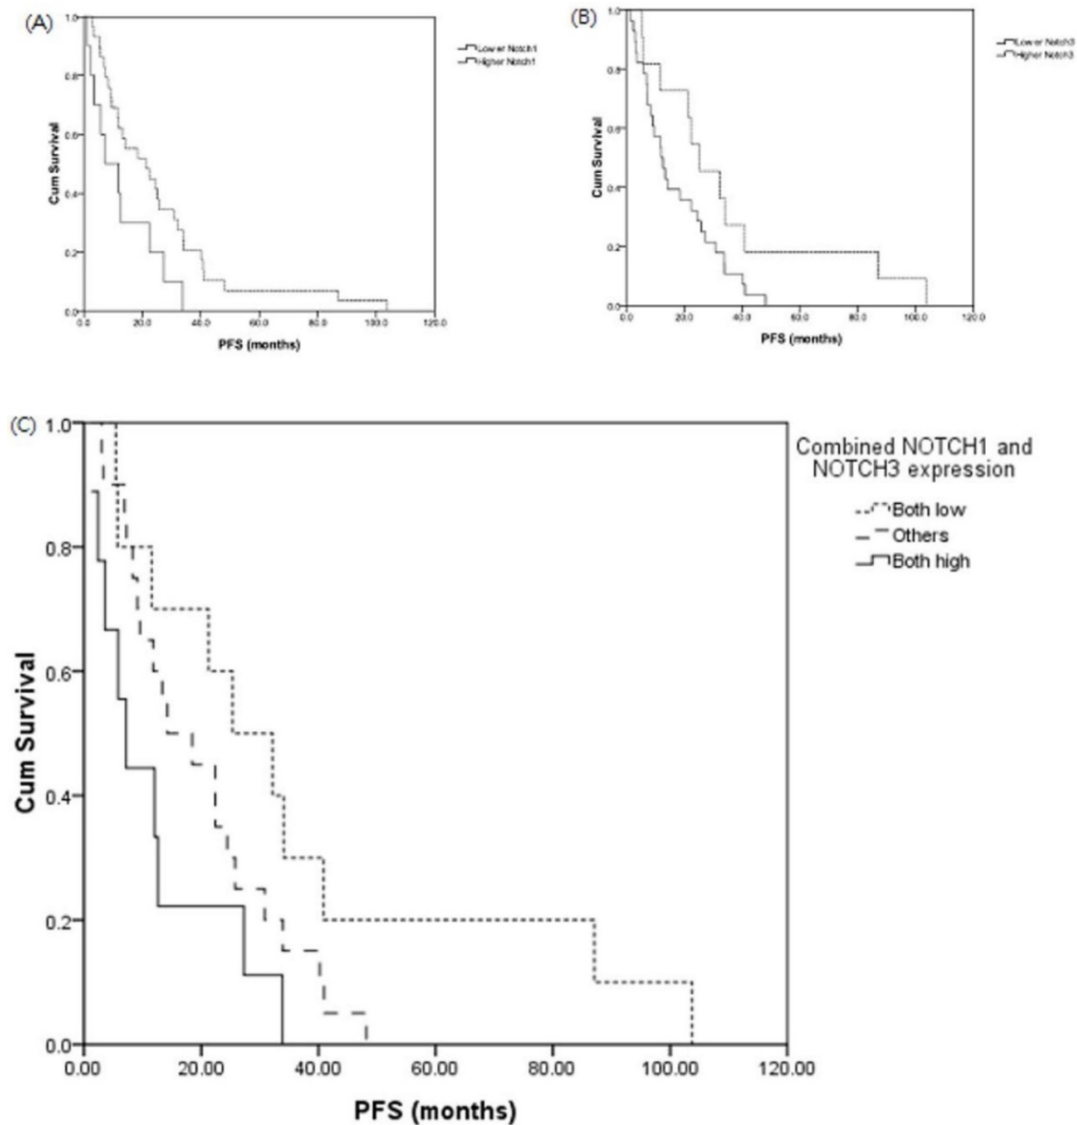 (A)
1.0
0.8
0.6
0.4
0.2
0.0
Cum Survival
0.0 20.0 40.0 60.0 80.0 100.0 120.0
PFS (months)
Lower Notch1
Higher Notch1
(B)
1.0
0.8
0.6
0.4
0.2
0.0
Cum Survival
0.0 20.0 40.0 60.0 80.0 100.0 120.0
PFS (months)
Lower Notch3
Higher Notch3
(C)
1.0
0.8
0.6
0.4
0.2
0.0
Cum Survival
0.00 20.00 40.00 60.00 80.00 100.00 120.00
PFS (months)
Combined NOTCH1 and
NOTCH3 expression
Both low
Others
Both high